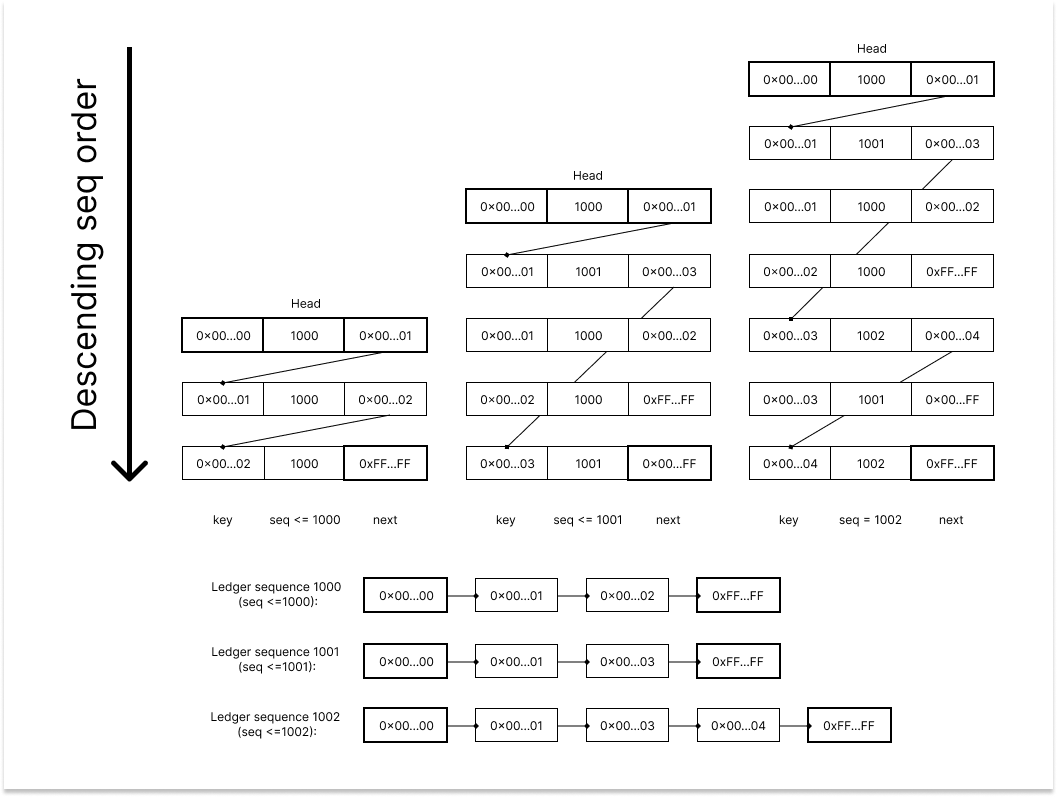 Descending seq order
Head
0×00...00 1000 0×00...01
0×00...01 1000 0×00...02
0×00...02 1000 0xFF...FF
key seq <= 1000 next
Head
0×00...00 1000 0×00...01
0×00...01 1001 0×00...03
0×00...01 1000 0×00...02
0×00...02 1000 0xFF...FF
0×00...03 1001 0×00...FF
key seq <= 1001 next
Head
0×00...00 1000 0×00...01
0×00...01 1001 0×00...03
0×00...01 1000 0×00...02
0×00...02 1000 0xFF...FF
0×00...03 1002 0×00...04
0×00...03 1001 0×00...FF
0×00...04 1002 0xFF...FF
key seq = 1002 next
Ledger sequence 1000
(seq <=1000):
0×00...00 0×00...01 0×00...02 0xFF...FF
Ledger sequence 1001
(seq <=1001):
0×00...00 0×00...01 0×00...03 0xFF...FF
Ledger sequence 1002
(seq <=1002):
0×00...00 0×00...01 0×00...03 0×00...04 0xFF...FF